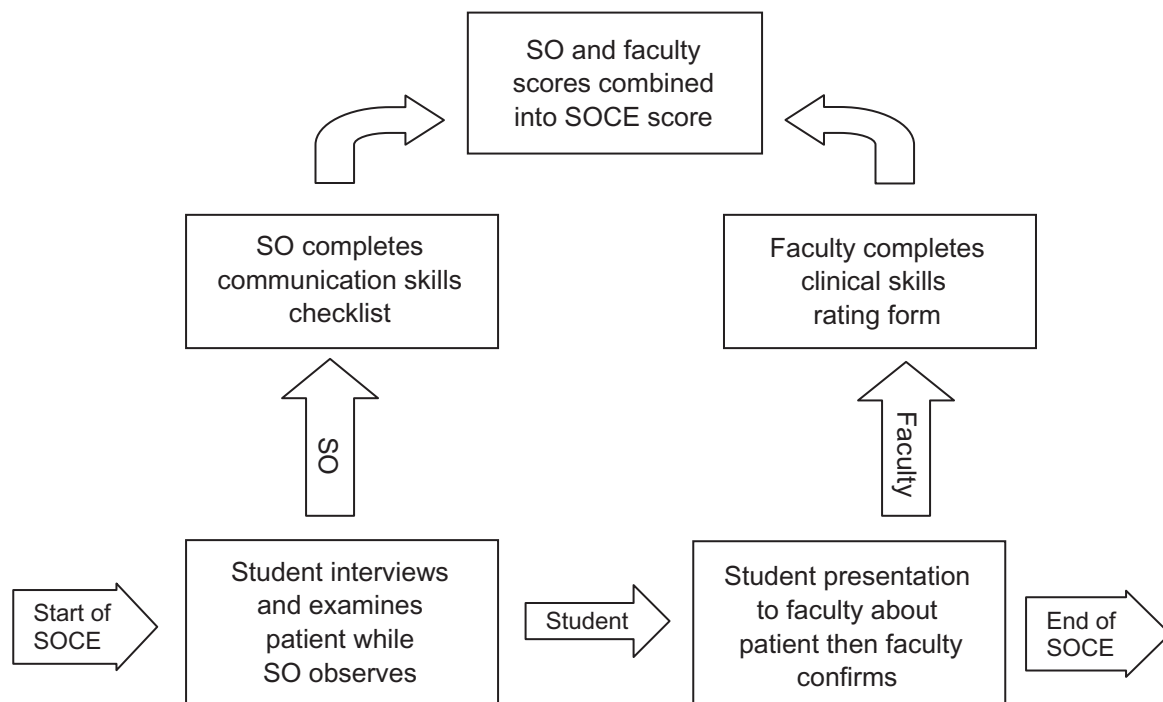 SO and faculty
scores combined
into SOCE score
SO completes
communication skills
checklist
Faculty completes
clinical skills
rating form
SO
Faculty
Start of
SOCE
Student interviews
and examines
patient while
SO observes
Student
Student presentation
to faculty about
patient then faculty
confirms
End of
SOCE